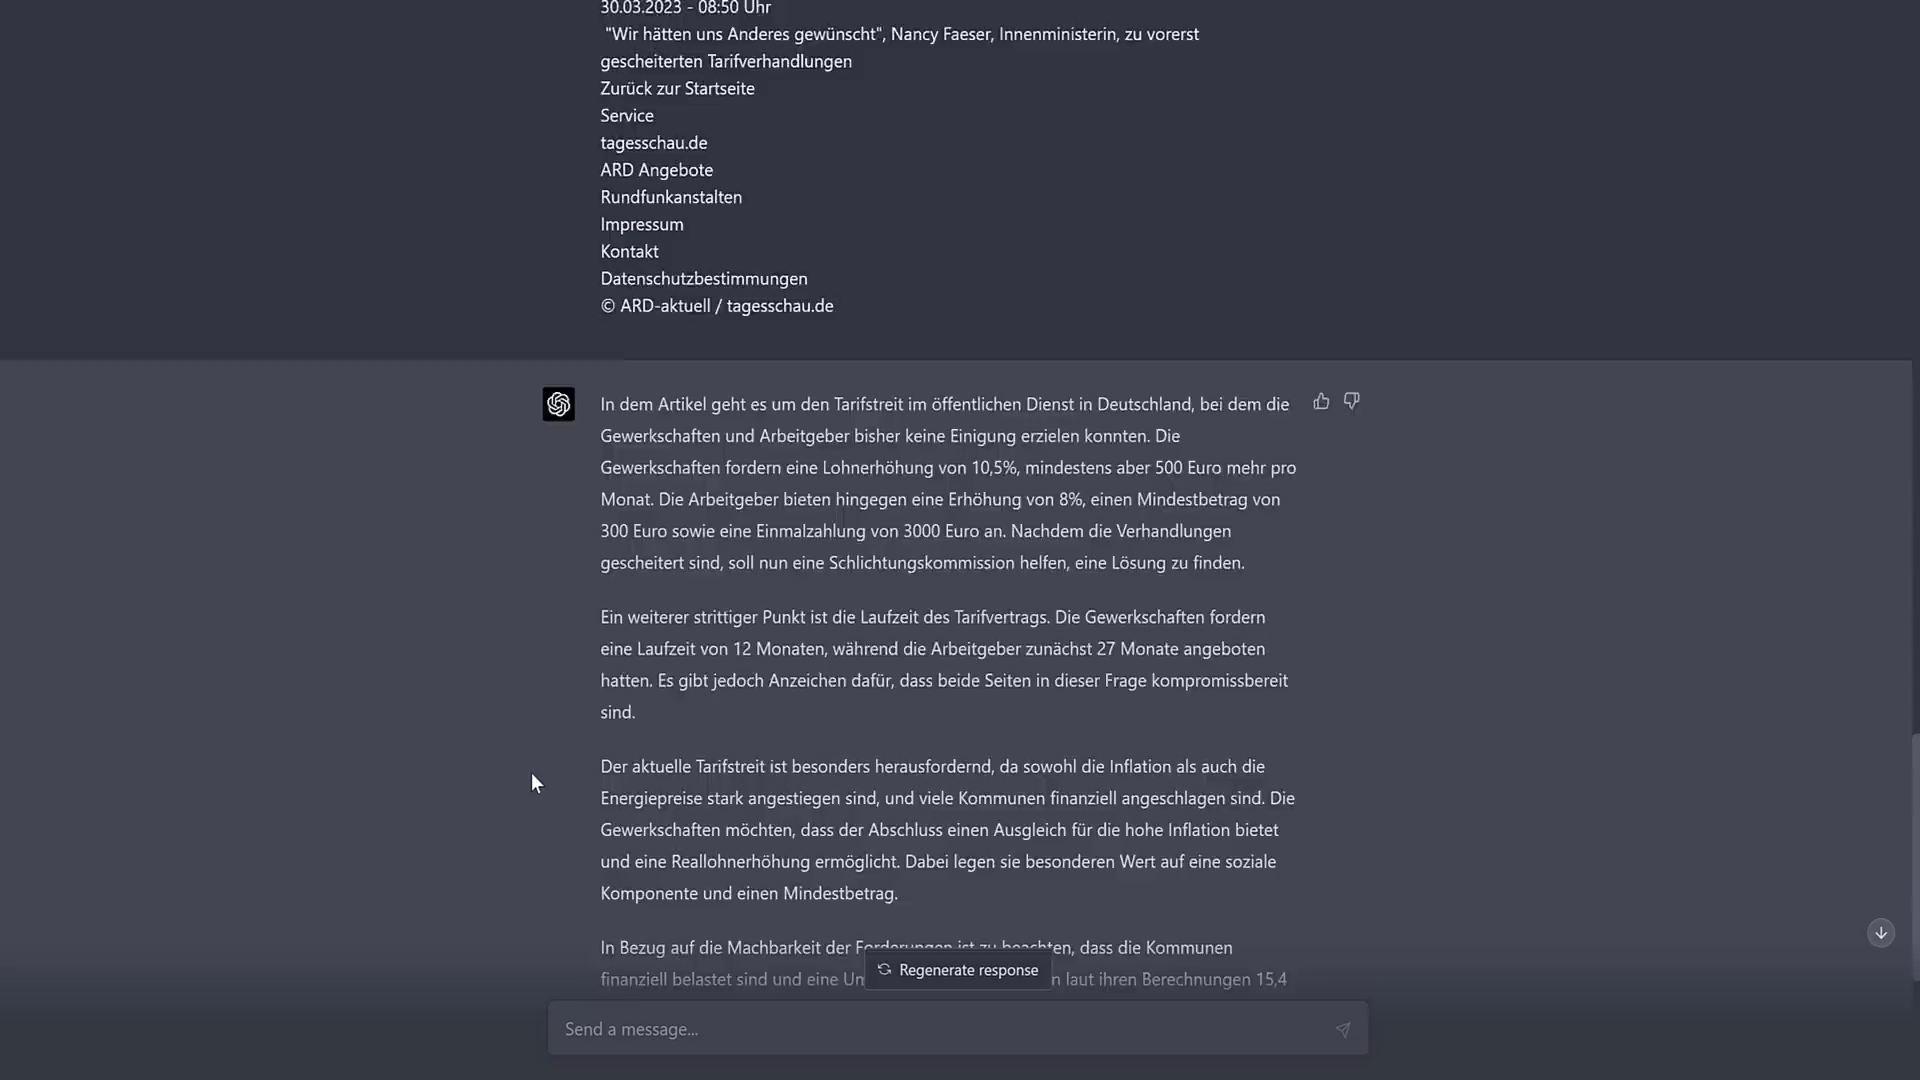 30.03.2023 - 08:50 Uhr
"Wir hätten uns Anderes gewünscht", Nancy Faeser, Innenministerin, zu vorerst
gescheiterten Tarifverhandlungen
Zurück zur Startseite
Service
tagesschau.de
ARD Angebote
Rundfunkanstalten
Impressum
Kontakt
Datenschutzbestimmungen
© ARD-aktuell / tagesschau.de
In dem Artikel geht es um den Tarifstreit im öffentlichen Dienst in Deutschland, bei dem die
Gewerkschaften und Arbeitgeber bisher keine Einigung erzielen konnten. Die
Gewerkschaften fordern eine Lohnerhöhung von 10,5%, mindestens aber 500 Euro mehr pro
Monat. Die Arbeitgeber bieten hingegen eine Erhöhung von 8%, einen Mindestbetrag von
300 Euro sowie eine Einmalzahlung von 3000 Euro an. Nachdem die Verhandlungen
gescheitert sind, soll nun eine Schlichtungskommission helfen, eine Lösung zu finden.
Ein weiterer strittiger Punkt ist die Laufzeit des Tarifvertrags. Die Gewerkschaften fordern
eine Laufzeit von 12 Monaten, während die Arbeitgeber zunächst 27 Monate angeboten
hatten. Es gibt jedoch Anzeichen dafür, dass beide Seiten in dieser Frage kompromissbereit
sind.
Der aktuelle Tarifstreit ist besonders herausfordernd, da sowohl die Inflation als auch die
Energiepreise stark angestiegen sind, und viele Kommunen finanziell angeschlagen sind. Die
Gewerkschaften möchten, dass der Abschluss einen Ausgleich für die hohe Inflation bietet
und eine Reallohnerhöhung ermöglicht. Dabei legen sie besonderen Wert auf eine soziale
Komponente und einen Mindestbetrag.
In Bezug auf die Machbarkeit der Forderungen ist zu beachten, dass die Kommunen
finanziell belastet sind und eine laut ihren Berechnungen 15,4
Regenerate response
Send a message...